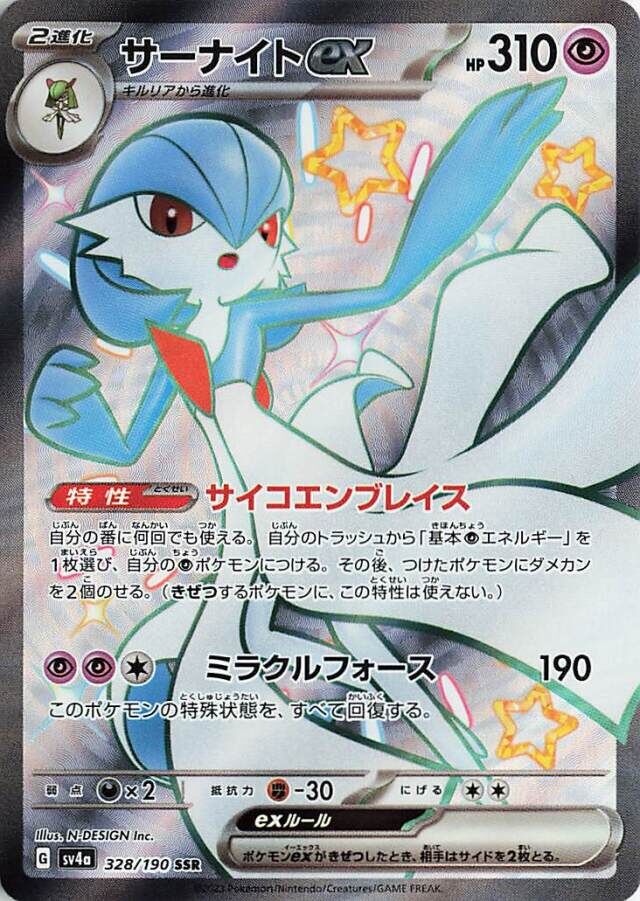 2進化
サーナイトex
HP310
キルリアから進化
特性
とくせい
サイコエンブレイス
自分の番に何回でも使える。自分のトラッシュから「基本エネルギー」を
1枚選び、自分のポケモンにつける。その後、つけたポケモンにダメカン
を2個のせる。（きぜつするポケモンに、この特性は使えない。）
ミラクルフォース 190
このポケモンの特殊状態を、すべて回復する。
弱点 ×2 抵抗力 -30 にげる
exルール
ポケモンexがきぜつしたとき、相手はサイドを2枚とる。
Illus. N-DESIGN Inc.
G sv4a 328/190 SSR
©2023 Pokémon/Nintendo/Creatures/GAME FREAK.